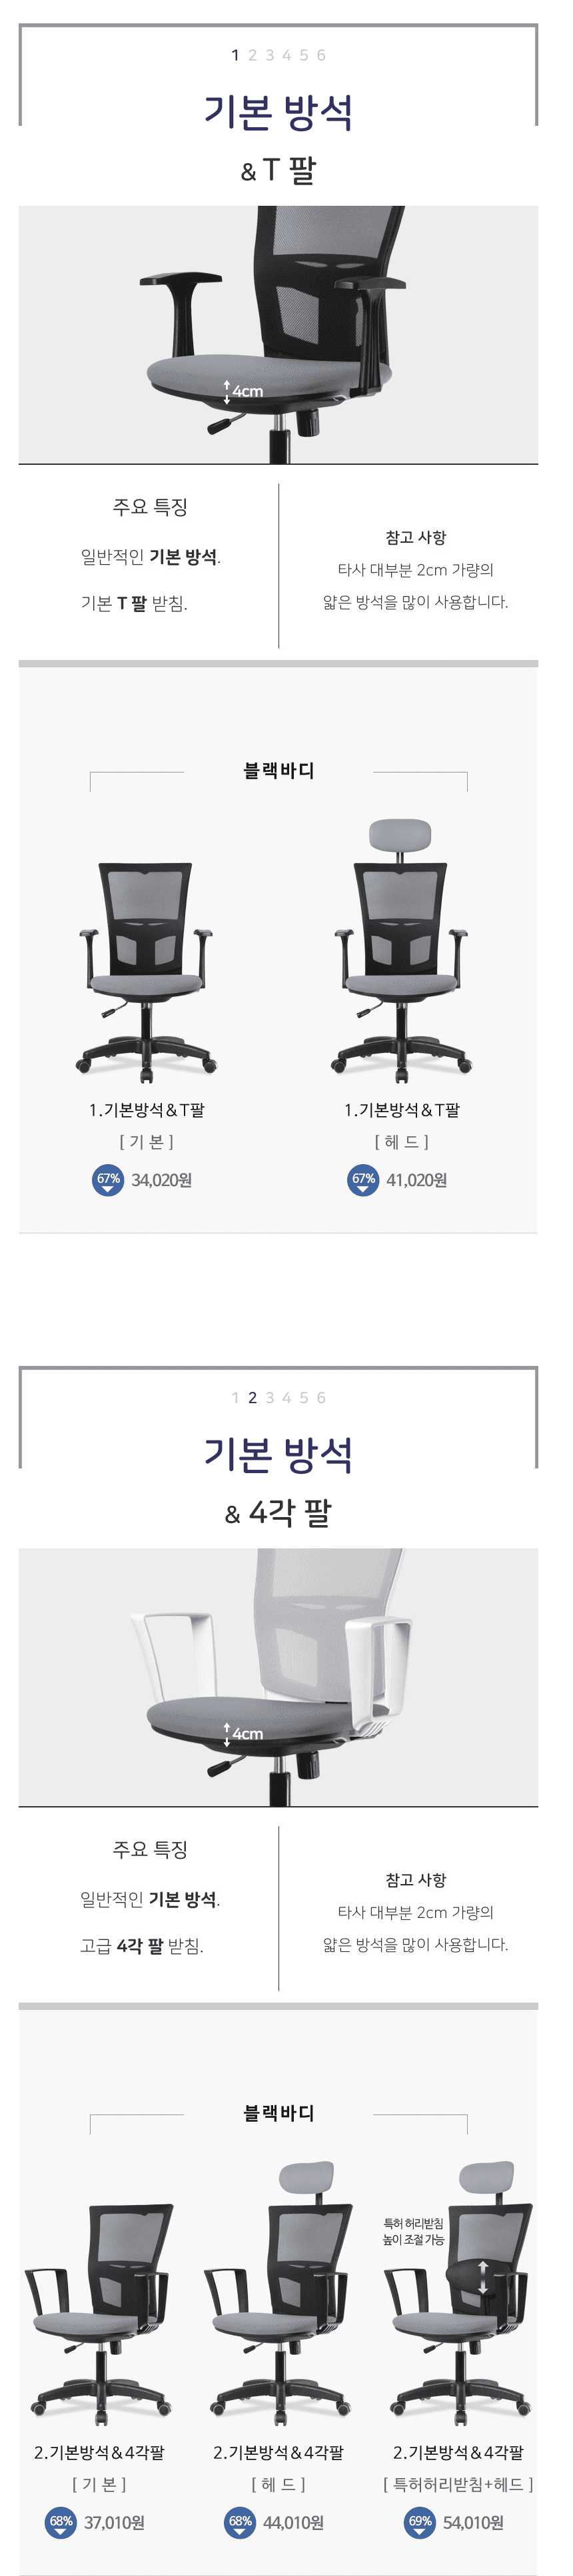 1 2 3 4 5 6
기본 방석
& T 팔
4cm
주요 특징
일반적인 기본 방석.
기본 T 팔 받침.
참고 사항
타사 대부분 2cm 가량의
얇은 방석을 많이 사용합니다.
블랙바디
1.기본방석&T팔
[ 기 본 ]
67% 34,020원
1.기본방석&T팔
[ 헤 드 ]
67% 41,020원
1 2 3 4 5 6
기본 방석
& 4각 팔
4cm
주요 특징
일반적인 기본 방석.
고급 4각 팔 받침.
참고 사항
타사 대부분 2cm 가량의
얇은 방석을 많이 사용합니다.
블랙바디
특허 허리받침
높이 조절 가능
2.기본방석&4각팔
[ 기 본 ]
68% 37,010원
2.기본방석&4각팔
[ 헤 드 ]
68% 44,010원
2.기본방석&4각팔
[ 특허허리받침+헤드 ]
69% 54,010원